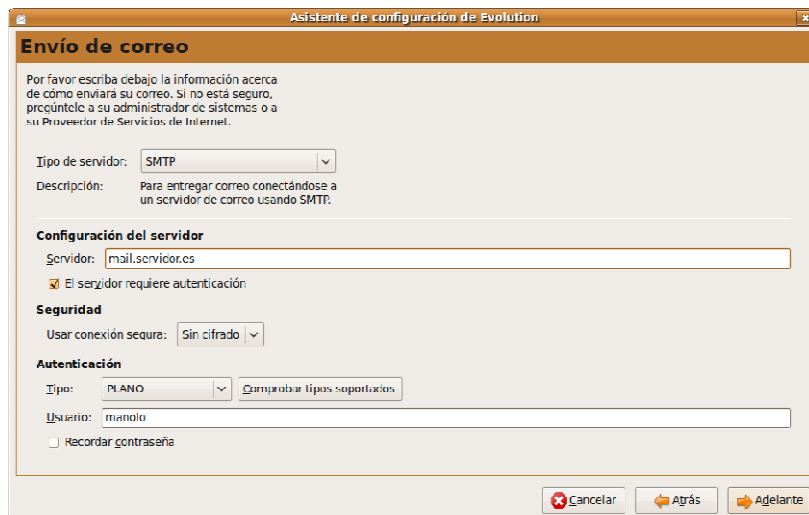 Asistente de configuración de Evolution
Envío de correo
Por favor escriba debajo la información acerca
de cómo enviará su correo. Si no está seguro,
pregúntele a su administrador de sistemas o a
su Proveedor de Servicios de Internet.
Tipo de servidor: SMTP
Descripción: Para entregar correo conectándose a
un servidor de correo usando SMTP.
Configuración del servidor
Servidor: mail.servidor.es
El servidor requiere autenticación
Seguridad
Usar conexión segura: Sin cifrado
Autenticación
Tipo: PLANO Comprobar tipos soportados
Usuario: manolo
Recordar contraseña
Cancelar Atrás Adelante